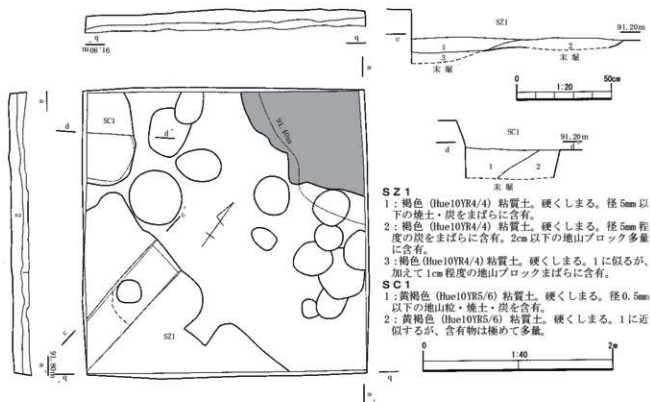 91.80m
b'
b
a
SZ1
91.20m
c
1
2
3
未堀
未堀
0
50cm
1:20
SC1
d
d'
91.40m
SC1
91.20m
d
d'
1
2
未堀
c'
2
c
SZ1
91.80m
a'
b'
b
a'
SZ1
1：褐色 (Hue10YR4/4) 粘質土。硬くしまる。径5mm以
下の焼土・炭をまばらに含有。
2：褐色 (Hue10YR4/4) 粘質土。硬くしまる。径5mm程
度の炭をまばらに含有。2cm以下の地山ブロック多量
に含有。
3：褐色 (Hue10YR4/4) 粘質土。硬くしまる。1に似るが、
加えて1cm程度の地山ブロックまばらに含有。
SC1
1：黄褐色 (Hue10YR5/6) 粘質土。硬くしまる。径0.5mm
以下の地山粒・焼土・炭を含有。
2：黄褐色 (Hue10YR5/6) 粘質土。硬くしまる。1に近
似するが、含有物は極めて多量。
0
2m
1:40